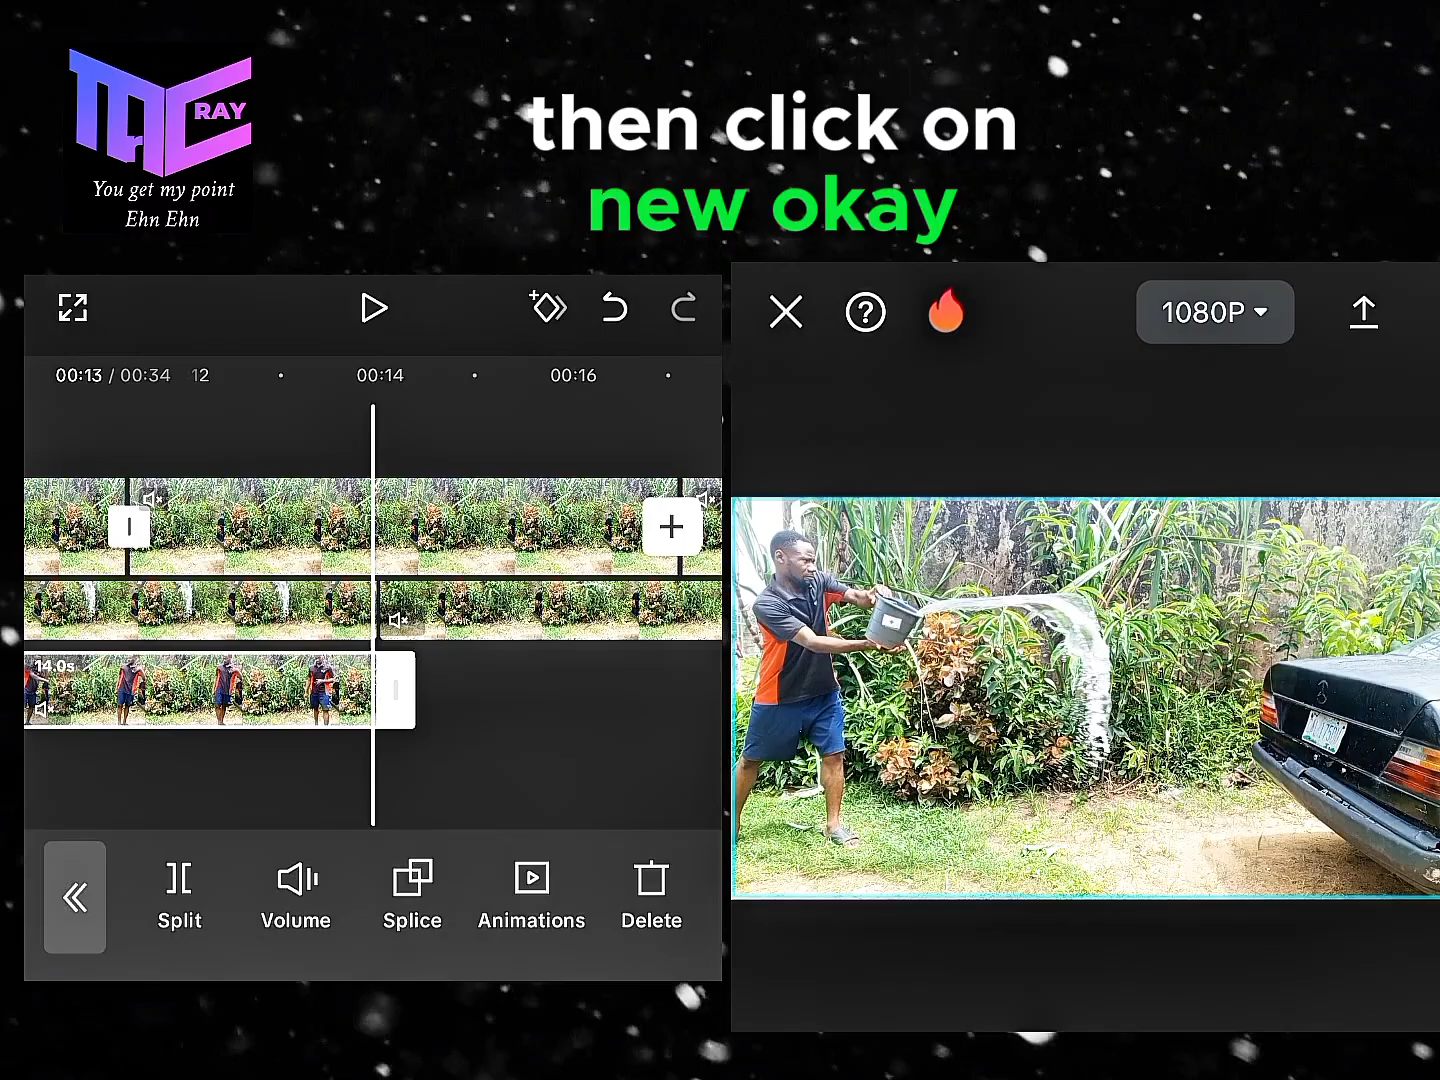 TAC
RAY
You get my point
Ehn Ehn
then click on
new okay
1080P
00:13 / 00:34
12
00:14
00:16
14.0s
Split
Volume
Splice
Animations
Delete